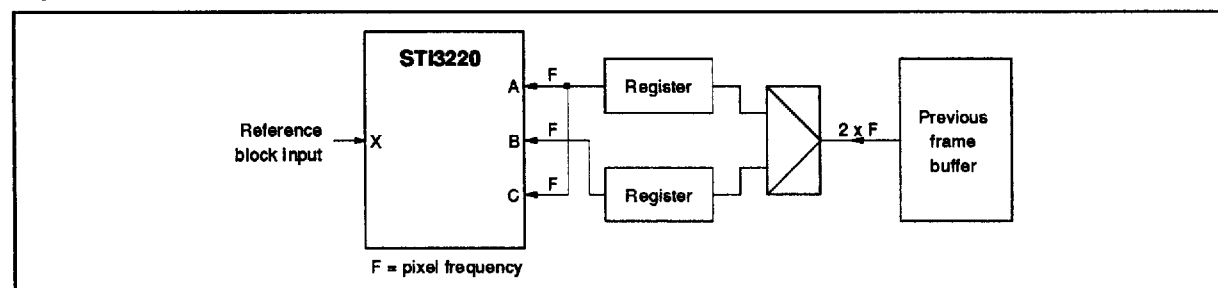 STI3220
A
F
Register
Reference
block input
X
B
F
2 x F
Previous
frame
buffer
C
F
Register
F = pixel frequency